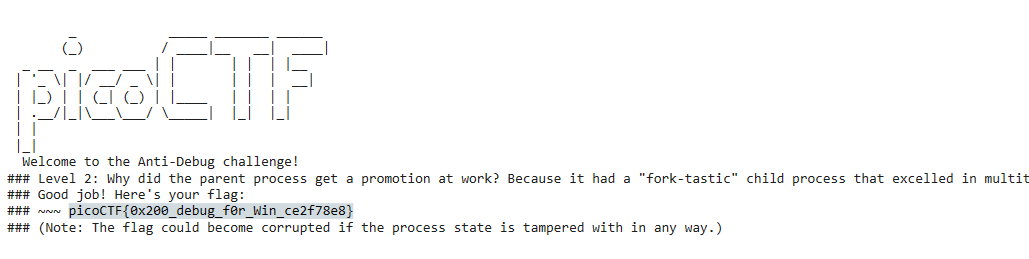 picoCTF
Welcome to the Anti-Debug challenge!
### Level 2: Why did the parent process get a promotion at work? Because it had a "fork-tastic" child process that excelled in multit
### Good job! Here's your flag:
### ~~~ picoCTF{0x200_debug_f0r_Win_ce2f78e8}
### (Note: The flag could become corrupted if the process state is tampered with in any way.)